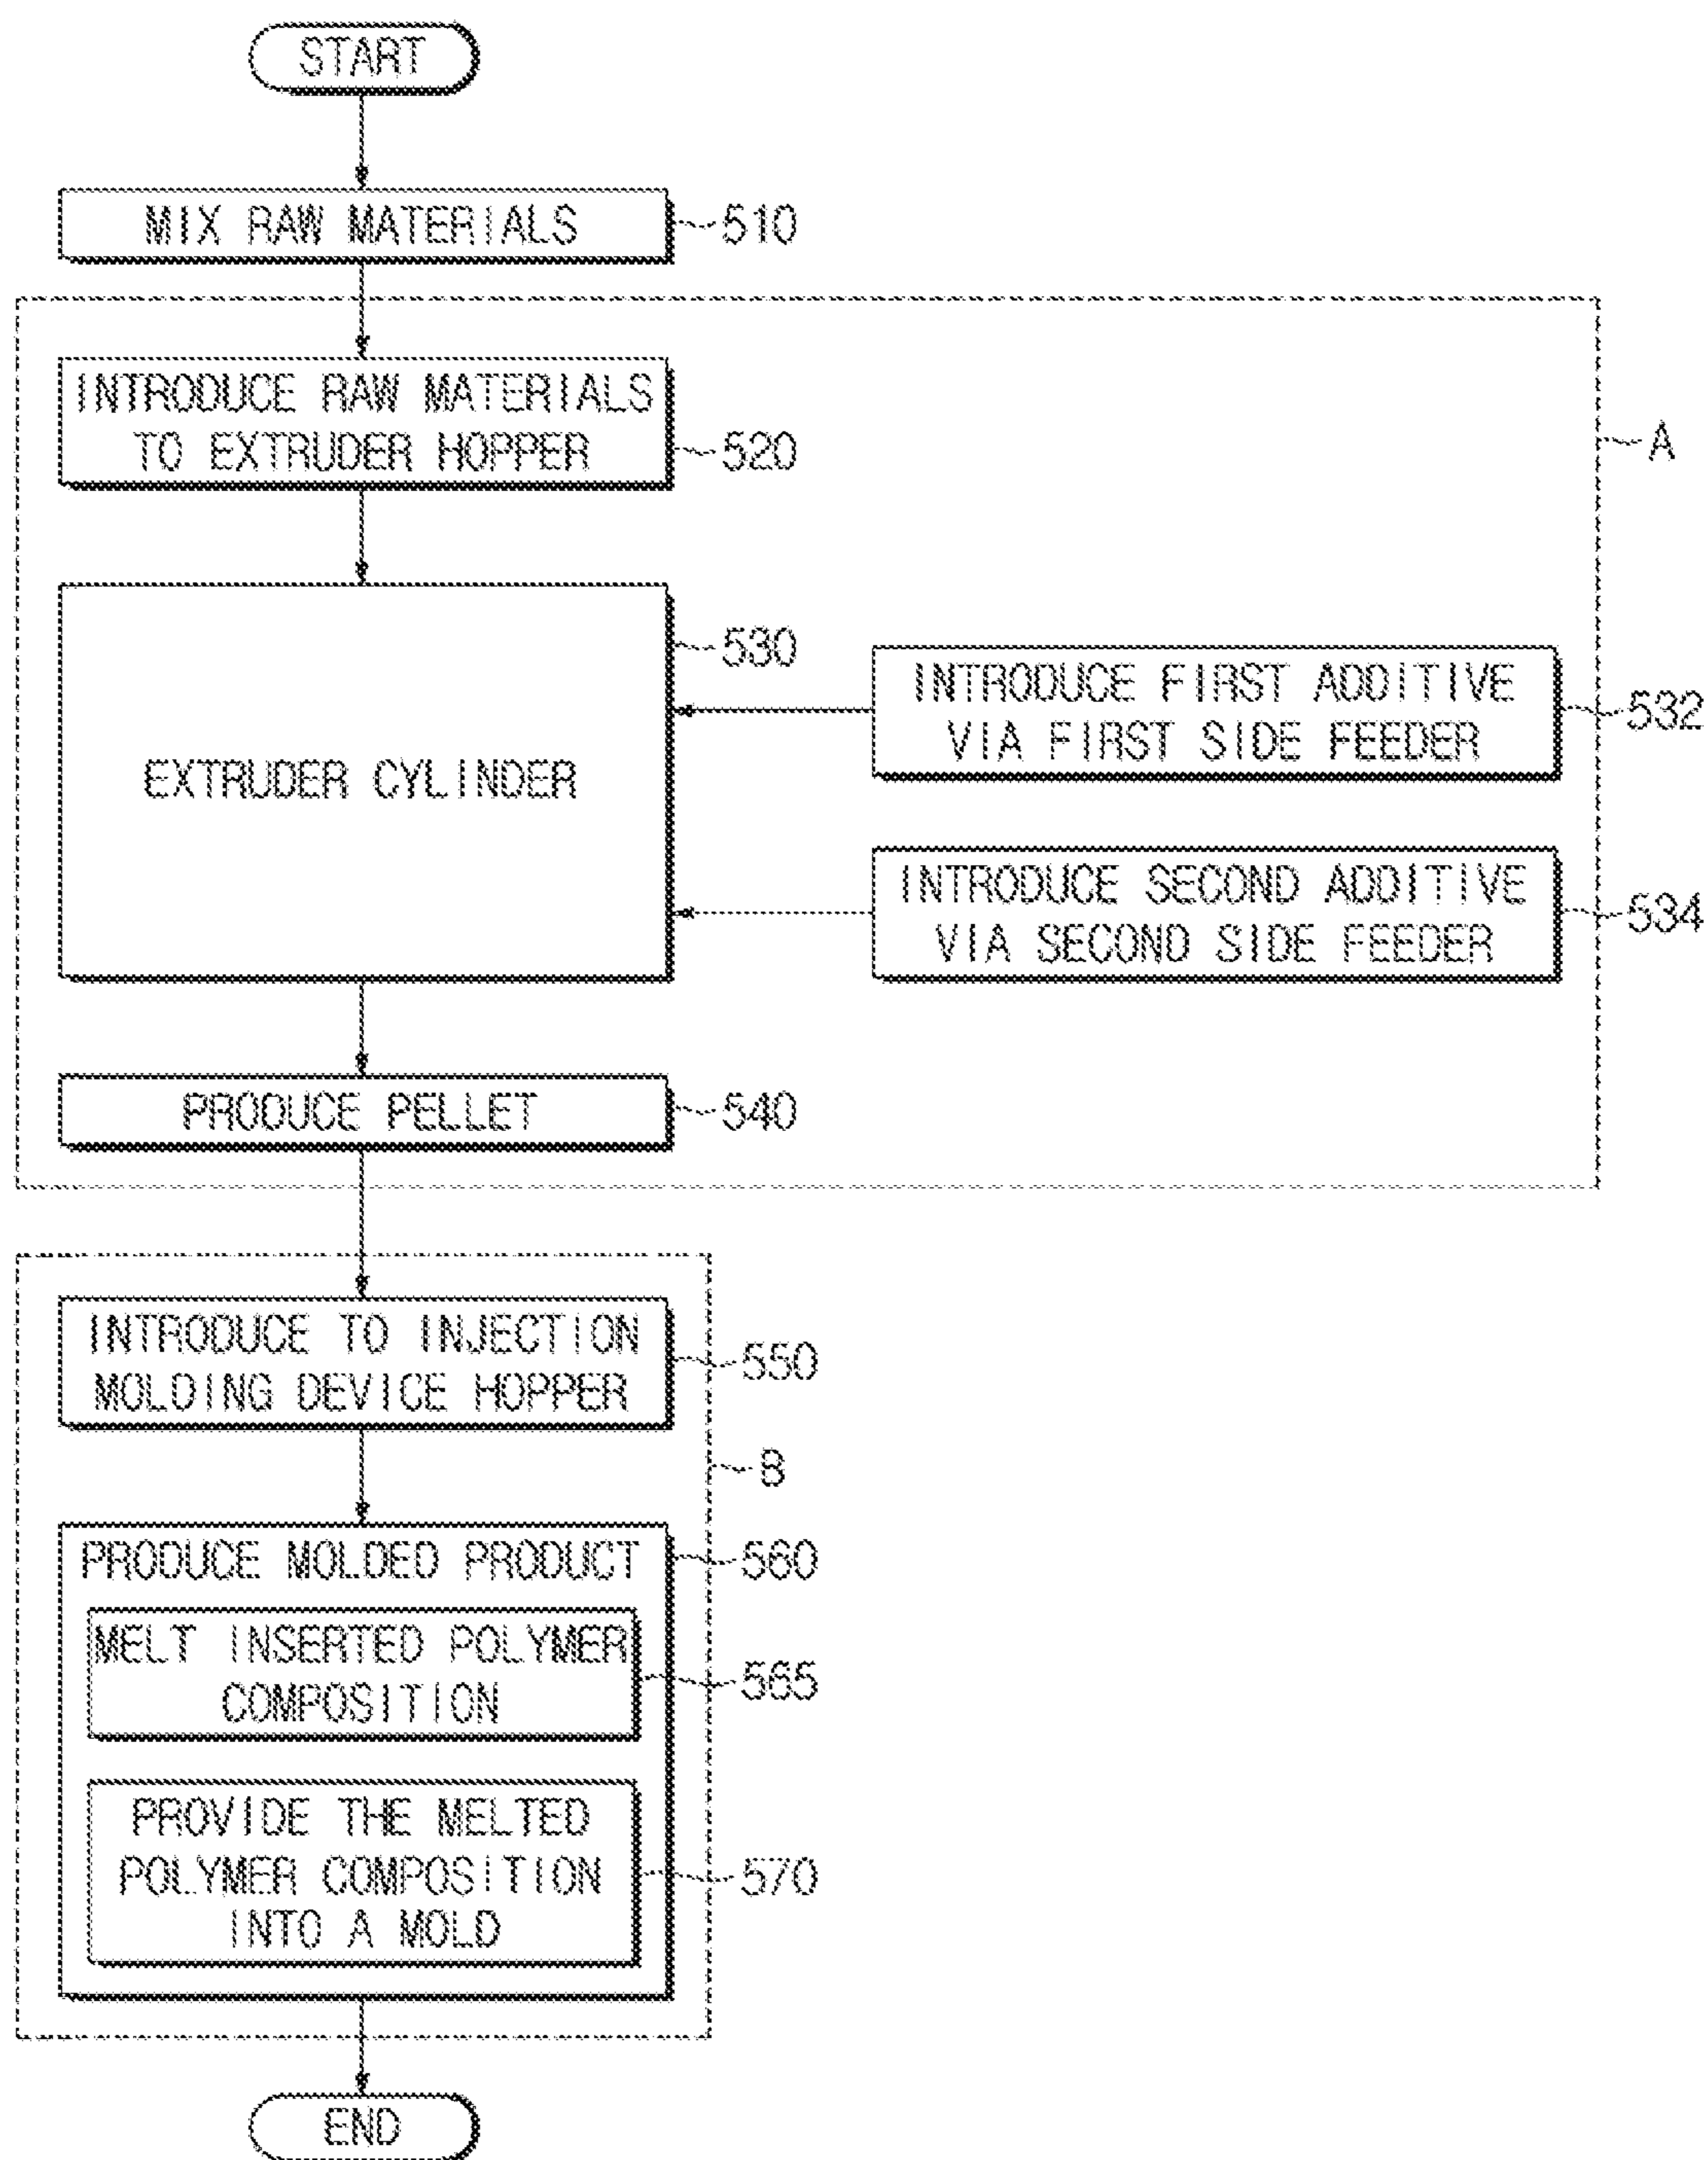 START
MIX RAW MATERIALS
510
INTRODUCE RAW MATERIALS
TO EXTRUDER HOPPER
520
A
EXTRUDER CYLINDER
530
INTRODUCE FIRST ADDITIVE
VIA FIRST SIDE FEEDER
532
INTRODUCE SECOND ADDITIVE
VIA SECOND SIDE FEEDER
534
PRODUCE PELLET
540
INTRODUCE TO INJECTION
MOLDING DEVICE HOPPER
550
B
PRODUCE MOLDED PRODUCT
560
MELT INSERTED POLYMER
COMPOSITION
565
PROVIDE THE MELTED
POLYMER COMPOSITION
INTO A MOLD
570
END